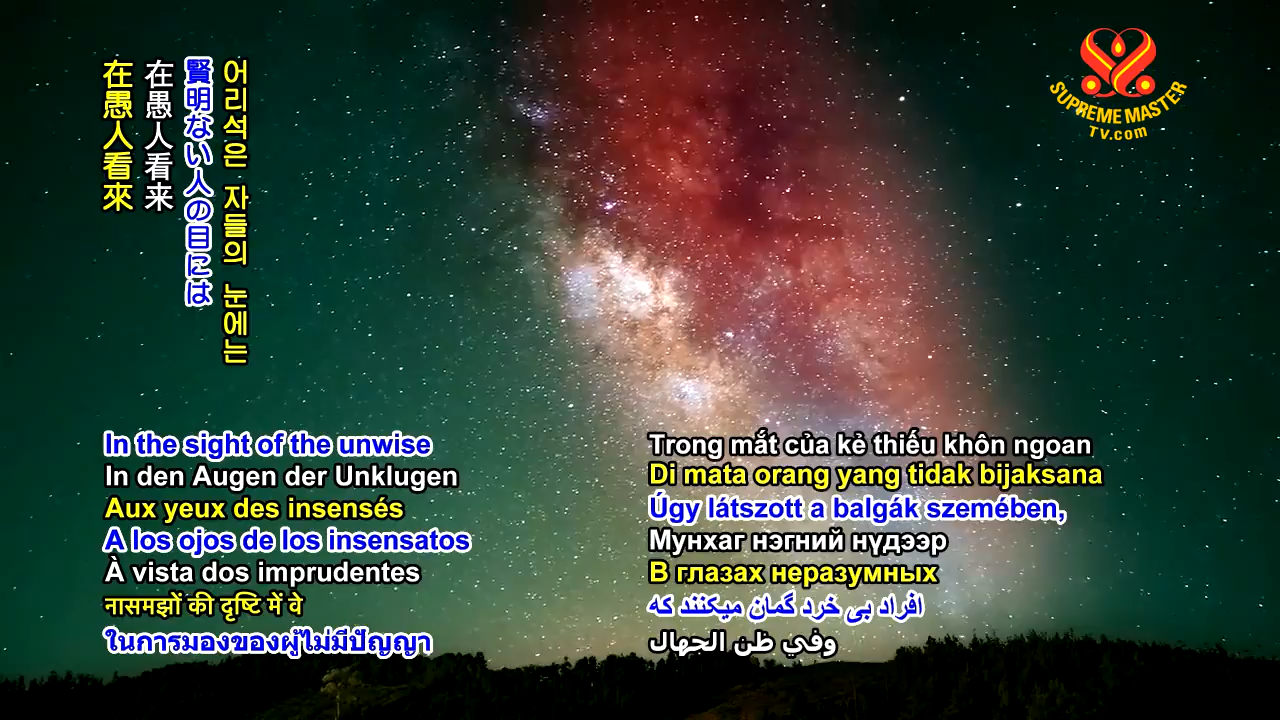 在愚人看來
在愚人看来
賢明ない人の目には
어리석은 자들의 눈에는
SUPREME MASTER
TV.com
In the sight of the unwise
In den Augen der Unklugen
Aux yeux des insensés
A los ojos de los insensatos
À vista dos imprudentes
नासमझों की दृष्टि में वे
ในการมองของผู้ไม่มีปัญญา
Trong mắt của kẻ thiếu khôn ngoan
Di mata orang yang tidak bijaksana
Úgy látszott a balgák szemében,
Мунхаг нэгний нүдээр
В глазах неразумных
افراد بی خرد گمان میکنند که
وفي ظن الجهال